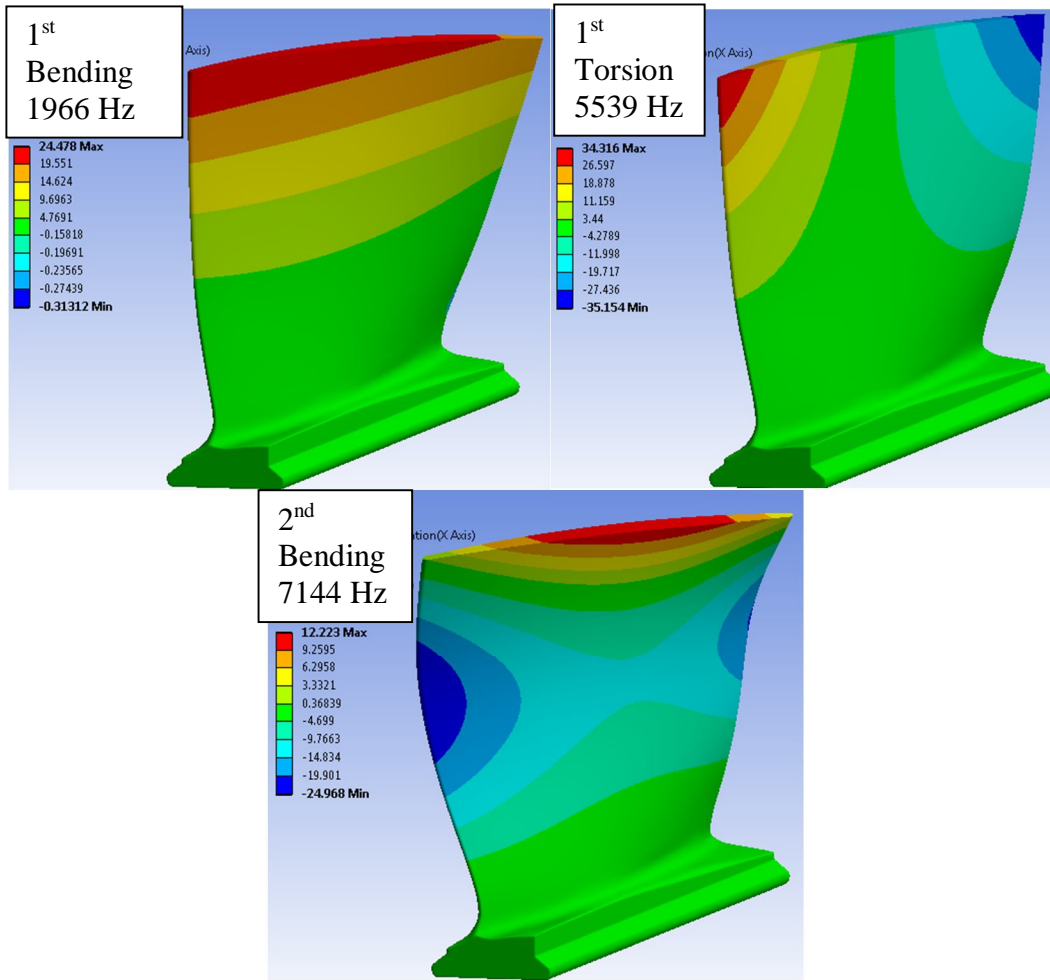 1st
Bending
1966 Hz
Axis)
24.478 Max
19.551
14.624
9.6963
4.7691
-0.15818
-0.19691
-0.23565
-0.27439
-0.31312 Min
1st
Torsion
5539 Hz
on(X Axis)
34.316 Max
26.597
18.878
11.159
3.44
-4.2789
-11.998
-19.717
-27.436
-35.154 Min
2nd
Bending
7144 Hz
ation(X Axis)
12.223 Max
9.2595
6.2958
3.3321
0.36839
-4.699
-9.7663
-14.834
-19.901
-24.968 Min